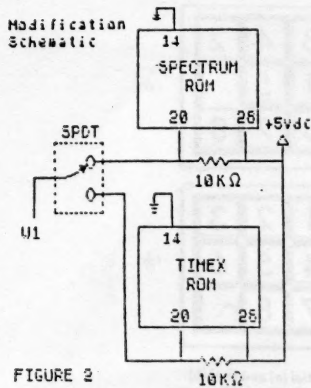 Modification
Schematic
14
SPECTRUM
ROM
20 26 +5Vdc
SPDT
10KΩ
U1
14
TIMEX
ROM
20 26
10KΩ
FIGURE 2